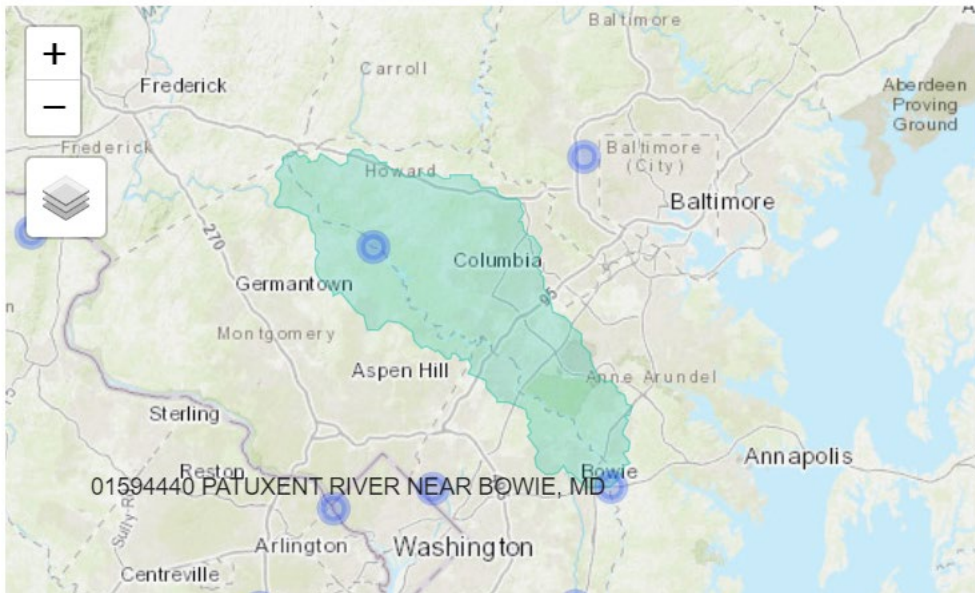 +
−
Frederick
Frederick
Carroll
Baltimore
Aberdeen
Proving
Ground
Howard
Baltimore
(City)
Baltimore
270
Columbia
Germantown
95
Montgomery
Aspen Hill
Anne Arundel
Sterling
Reston
Bowie
Annapolis
01594440 PATUXENT RIVER NEAR BOWIE, MD
Arlington
Washington
Centreville